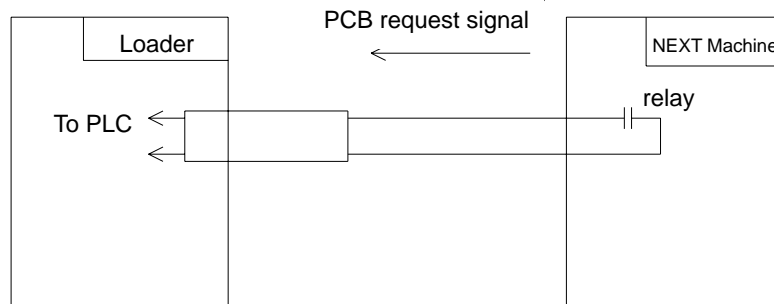 PCB request signal
Loader
NEXT Machine
relay
To PLC